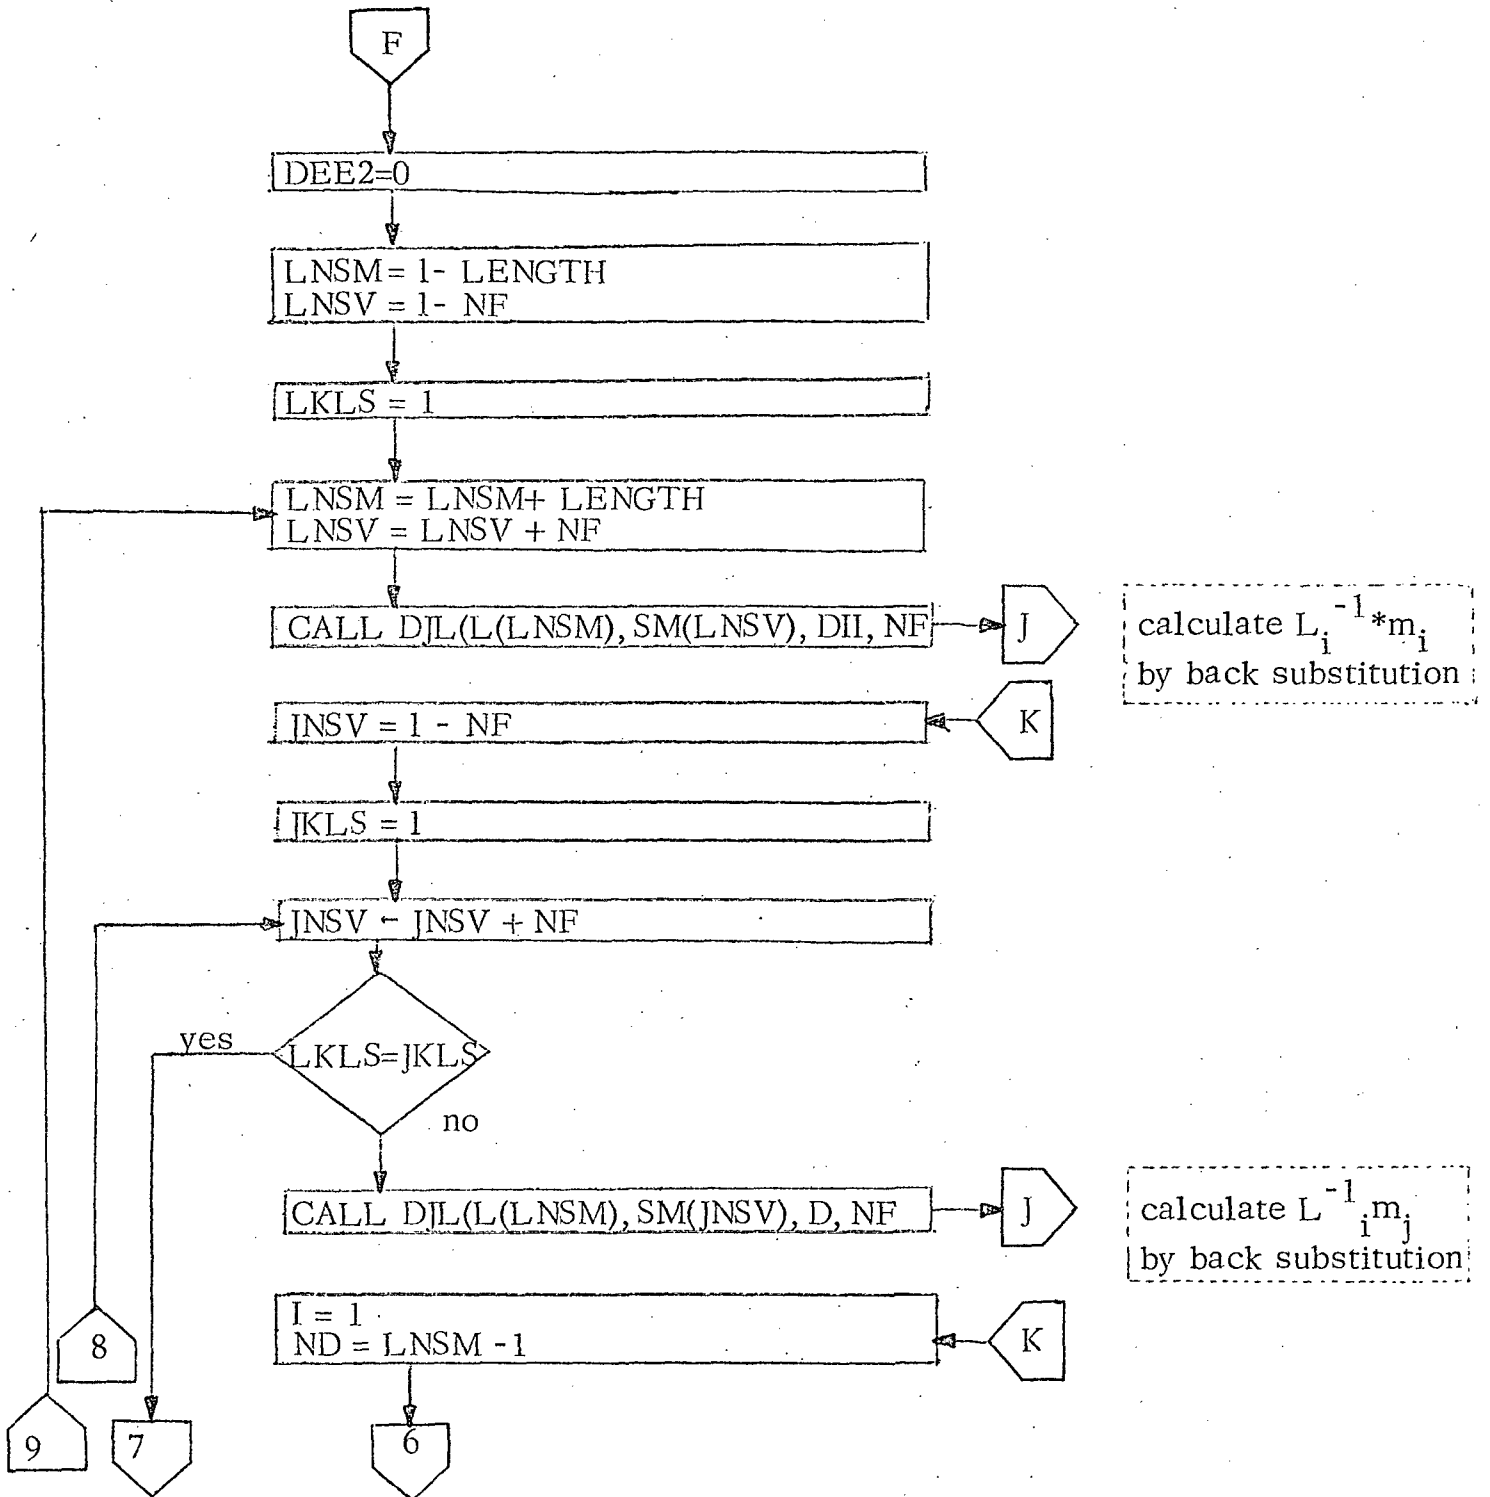 F
DEE2=0
LNSM = 1- LENGTH
LNSV = 1- NF
LKLS = 1
LNSM = LNSM+ LENGTH
LNSV = LNSV + NF
CALL DJL(L(LNSM), SM(LNSV), DII, NF
J
calculate L_i^-1*m_i
by back substitution
JNSV = 1 - NF
K
JKLS = 1
JNSV - JNSV + NF
yes
LKLS=JKLS
no
CALL DJL(L(LNSM), SM(JNSV), D, NF
J
calculate L^-1_i m_j
by back substitution
I = 1
ND = LNSM -1
K
8
9
7
6